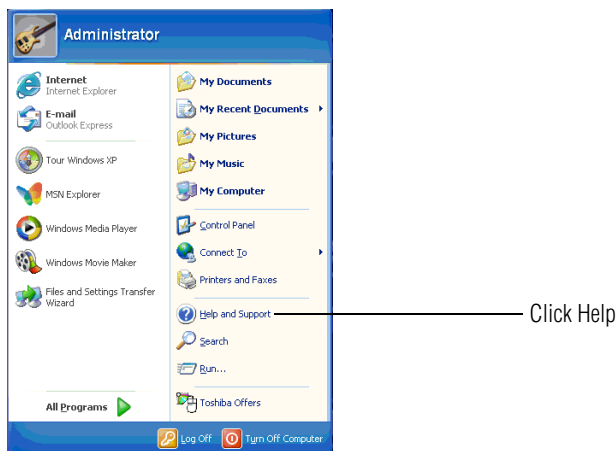 Administrator
Internet
Internet Explorer
E-mail
Outlook Express
Tour Windows XP
MSN Explorer
Windows Media Player
Windows Movie Maker
Files and Settings Transfer
Wizard
All Programs
My Documents
My Recent Documents
My Pictures
My Music
My Computer
Control Panel
Connect To
Printers and Faxes
Help and Support
Search
Run...
Toshiba Offers
Log Off
Turn Off Computer
Click Help